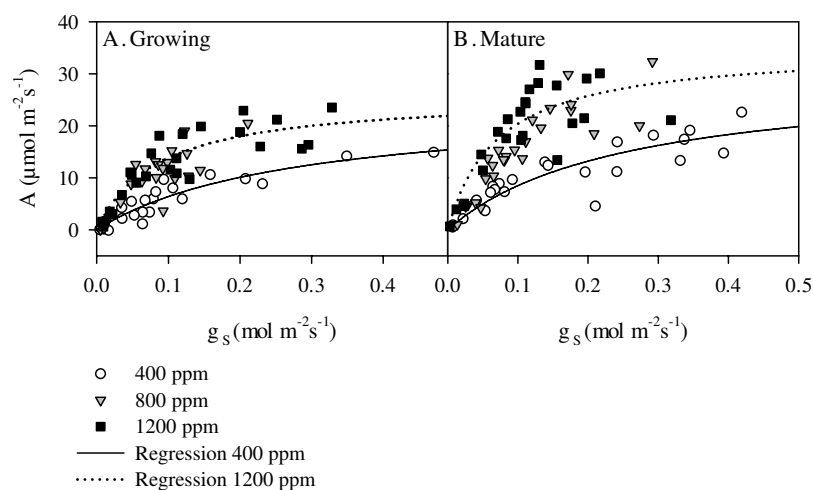 A (μmol m⁻²s⁻¹)
40
30
20
10
0
A. Growing
B. Mature
0.0 0.1 0.2 0.3 0.4
0.0 0.1 0.2 0.3 0.4 0.5
gₛ (mol m⁻²s⁻¹)
gₛ (mol m⁻²s⁻¹)
400 ppm
800 ppm
1200 ppm
Regression 400 ppm
Regression 1200 ppm